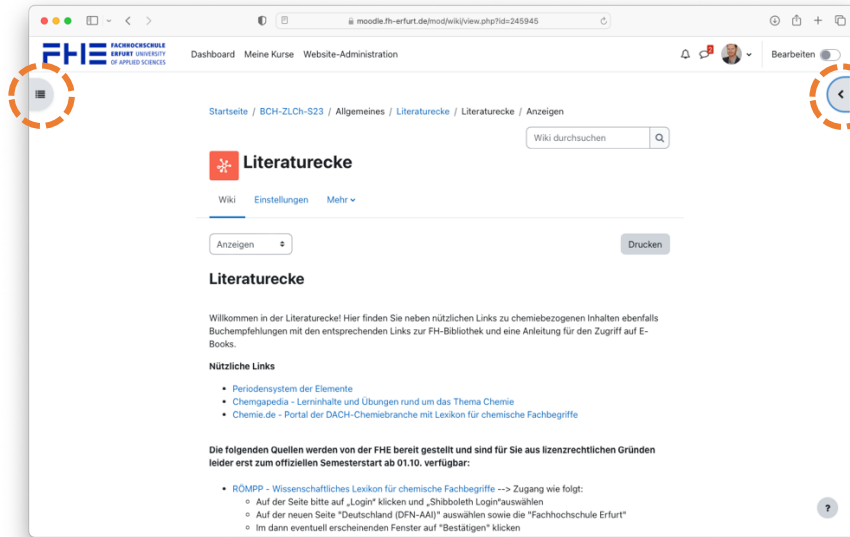 moodle.fh-erfurt.de/mod/wiki/view.php?id=245945
FHE FACHHOCHSCHULE
ERFURT UNIVERSITY
OF APPLIED SCIENCES
Dashboard Meine Kurse Website-Administration
2
Bearbeiten
Startseite / BCH-ZLCh-S23 / Allgemeines / Literaturecke / Literaturecke / Anzeigen
Wiki durchsuchen
Literaturecke
Wiki Einstellungen Mehr
Anzeigen
Drucken
Literaturecke
Willkommen in der Literaturecke! Hier finden Sie neben nützlichen Links zu chemiebezogenen Inhalten ebenfalls
Buchempfehlungen mit den entsprechenden Links zur FH-Bibliothek und eine Anleitung für den Zugriff auf E-
Books.
Nützliche Links
• Periodensystem der Elemente
• Chemgapedia - Lerninhalte und Übungen rund um das Thema Chemie
• Chemie.de - Portal der DACH-Chemiebranche mit Lexikon für chemische Fachbegriffe
Die folgenden Quellen werden von der FHE bereit gestellt und sind für Sie aus lizenzrechtlichen Gründen
leider erst zum offiziellen Semesterstart ab 01.10. verfügbar:
• RÖMPP - Wissenschaftliches Lexikon für chemische Fachbegriffe --> Zugang wie folgt:
◦ Auf der Seite bitte auf „Login" klicken und „Shibboleth Login"auswählen
◦ Auf der neuen Seite "Deutschland (DFN-AAI)" auswählen sowie die "Fachhochschule Erfurt"
◦ Im dann eventuell erscheinenden Fenster auf "Bestätigen" klicken
?